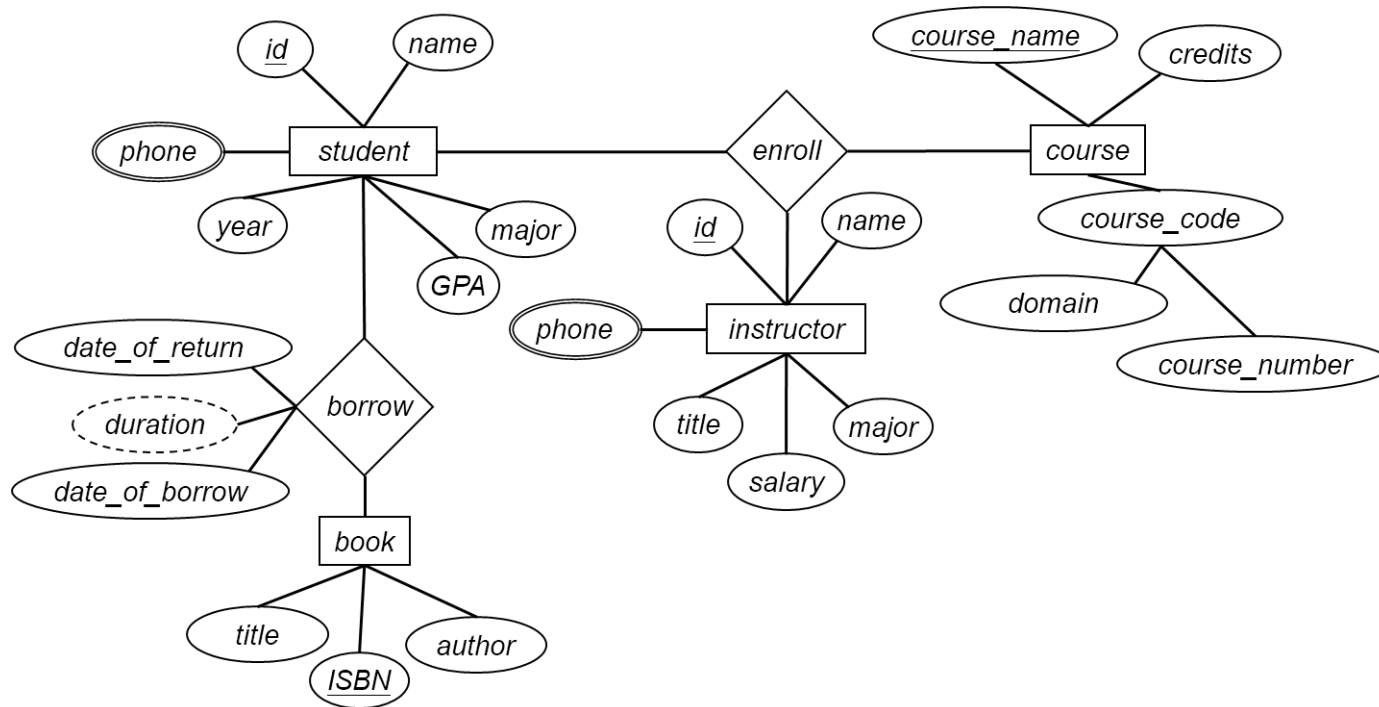 course_name
id
name
credits
phone
student
enroll
course
year
major
id
name
course_code
GPA
domain
phone
instructor
date_of_return
course_number
borrow
duration
title
major
date_of_borrow
salary
book
title
author
ISBN